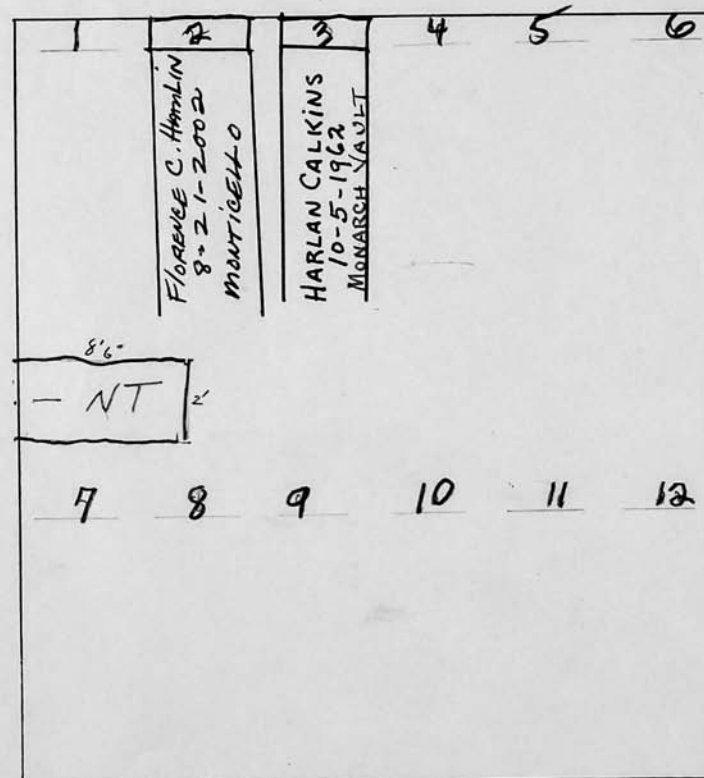 1 2 3 4 5 6
FLORENCE C. HAMLIN
8-21-2002
MONTICELLO
HARLAN CALKINS
10-5-1962
MONARCH VAULT
8'6"
— NT
2'
7 8 9 10 11 12